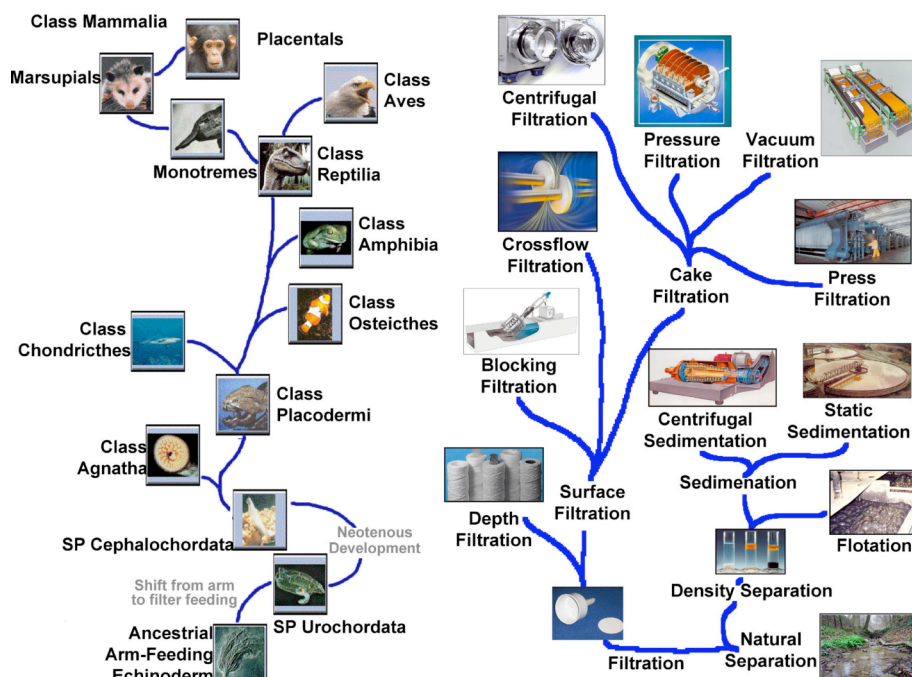 Class Mammalia
Placentals
Marsupials
Class
Aves
Monotremes
Class
Reptilia
Class
Amphibia
Class
Osteicthes
Class
Chondricthes
Class
Placodermi
Class
Agnatha
SP Cephalochordata
Neotenous
Development
Shift from arm
to filter feeding
SP Urochordata
Ancestral
Arm-Feeding
Echinoderm
Centrifugal
Filtration
Pressure
Filtration
Vacuum
Filtration
Crossflow
Filtration
Cake
Filtration
Press
Filtration
Blocking
Filtration
Centrifugal
Sedimentation
Static
Sedimentation
Depth
Filtration
Surface
Filtration
Sedimenation
Flotation
Density Separation
Filtration
Natural
Separation